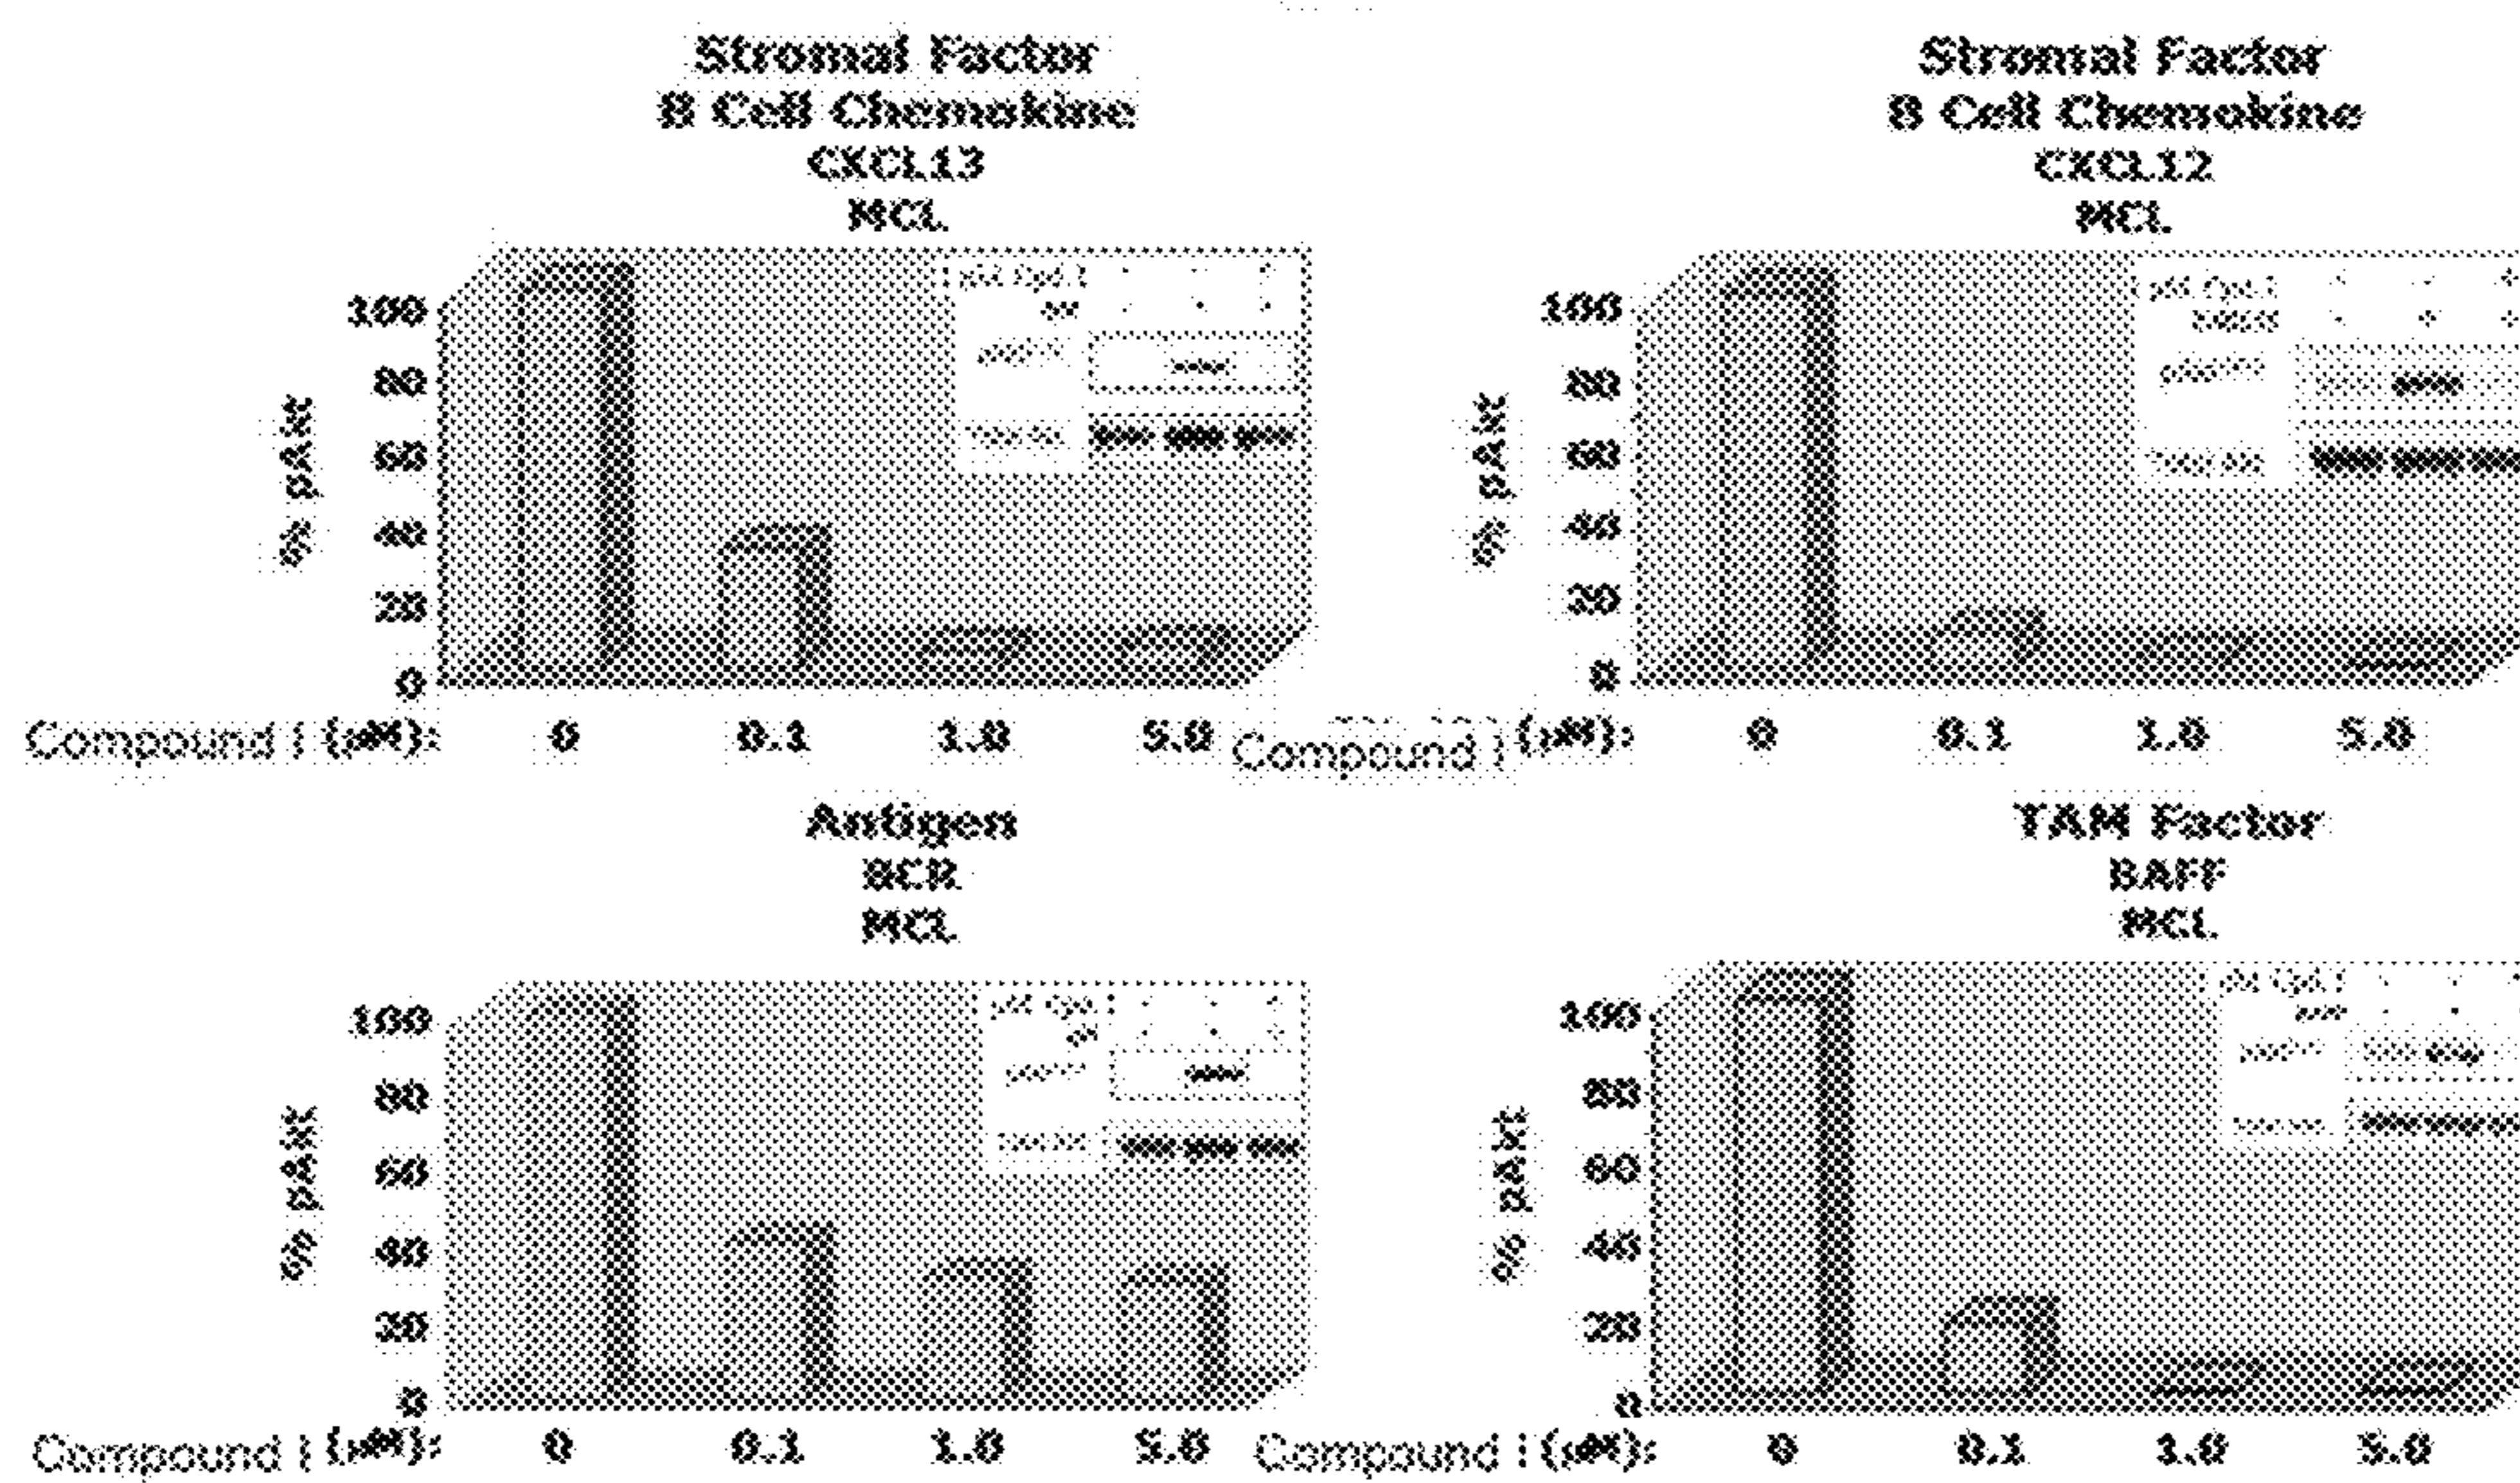 Stromal Factor
B Cell Chemokine
CXCL13
MCL
% pAkt
100
80
60
40
20
0
Compound I (µM): 0 0.1 1.0 5.0
Stromal Factor
B Cell Chemokine
CXCL12
MCL
% pAkt
100
80
60
40
20
0
Compound I (µM): 0 0.1 1.0 5.0
Antigen
BCR
MCL
% pAkt
100
80
60
40
20
0
Compound I (µM): 0 0.1 1.0 5.0
TAM Factor
BAFF
MCL
% pAkt
100
80
60
40
20
0
Compound I (µM): 0 0.1 1.0 5.0